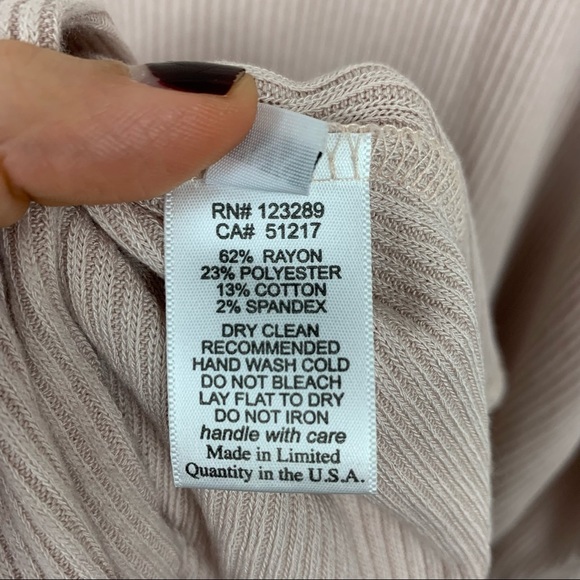 RN# 123289
CA# 51217
62% RAYON
23% POLYESTER
13% COTTON
2% SPANDEX
DRY CLEAN
RECOMMENDED
HAND WASH COLD
DO NOT BLEACH
LAY FLAT TO DRY
DO NOT IRON
handle with care
Made in Limited
Quantity in the U.S.A.